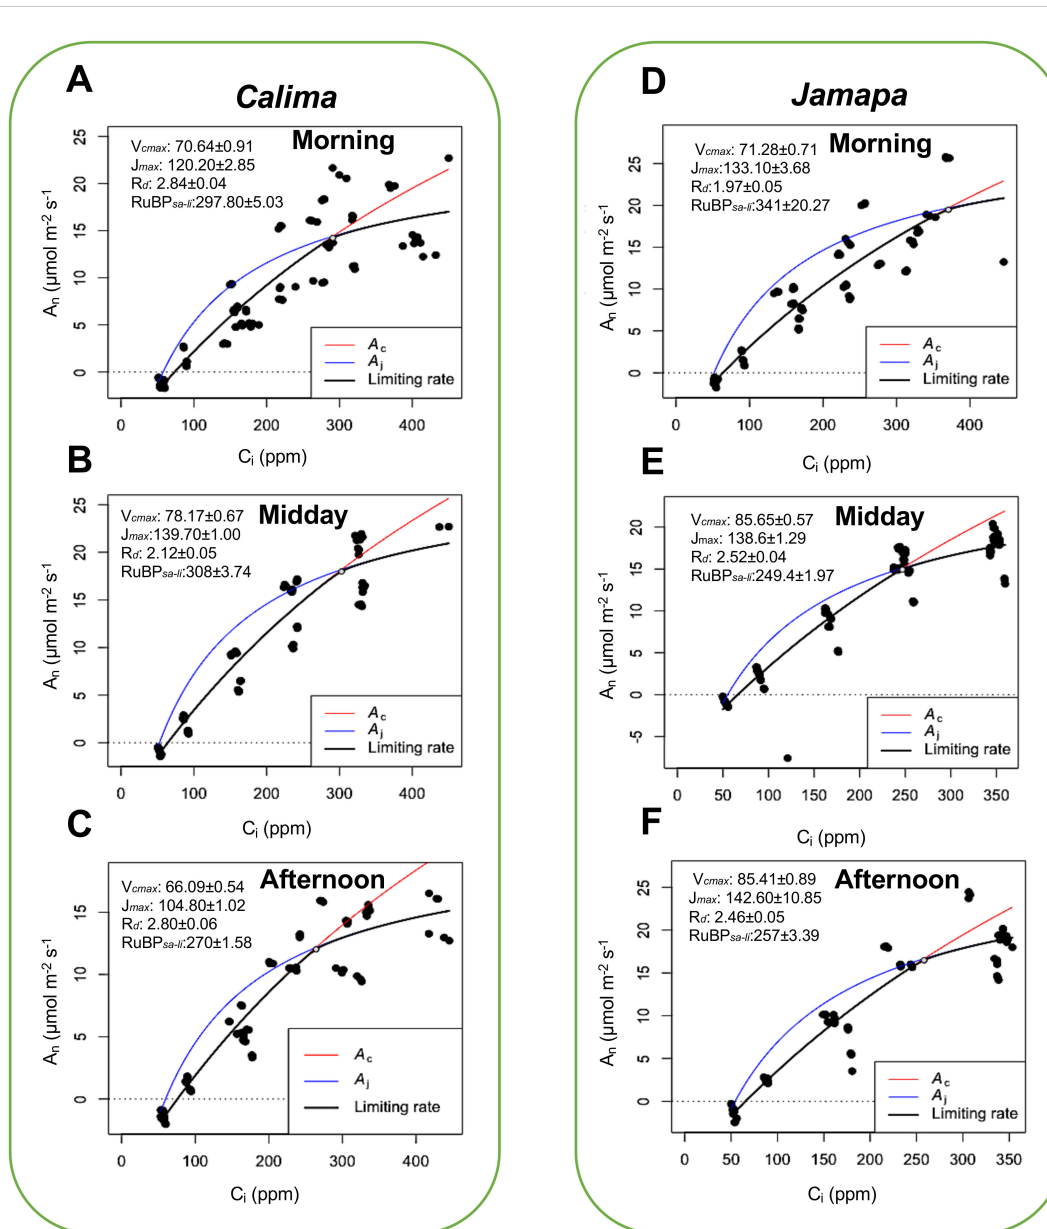 A
Calima
Morning
Vcmax: 70.64±0.91
Jmax: 120.20±2.85
Rd: 2.84±0.04
RuBPsa-li:297.80±5.03
An (µmol m-2 s-1)
25
20
15
10
5
0
Ac
Aj
Limiting rate
0 100 200 300 400
Ci (ppm)
B
Midday
Vcmax: 78.17±0.67
Jmax:139.70±1.00
Rd: 2.12±0.05
RuBPsa-li:308±3.74
An (µmol m-2 s-1)
25
20
15
10
5
0
Ac
Aj
Limiting rate
0 100 200 300 400
Ci (ppm)
C
Afternoon
Vcmax: 66.09±0.54
Jmax: 104.80±1.02
Rd: 2.80±0.06
RuBPsa-li:270±1.58
An (µmol m-2 s-1)
15
10
5
0
Ac
Aj
Limiting rate
0 100 200 300 400
Ci (ppm)
D
Jamapa
Morning
Vcmax: 71.28±0.71
Jmax:133.10±3.68
Rd:1.97±0.05
RuBPsa-li:341±20.27
An (µmol m-2 s-1)
25
20
15
10
5
0
Ac
Aj
Limiting rate
0 100 200 300 400
Ci (ppm)
E
Midday
Vcmax: 85.65±0.57
Jmax: 138.6±1.29
Rd: 2.52±0.04
RuBPsa-li:249.4±1.97
An (µmol m-2 s-1)
20
15
10
5
0
-5
Ac
Aj
Limiting rate
0 50 100 150 200 250 300 350
Ci (ppm)
F
Afternoon
Vcmax: 85.41±0.89
Jmax: 142.60±10.85
Rd: 2.46±0.05
RuBPsa-li:257±3.39
An (µmol m-2 s-1)
25
20
15
10
5
0
Ac
Aj
Limiting rate
0 50 100 150 200 250 300 350
Ci (ppm)